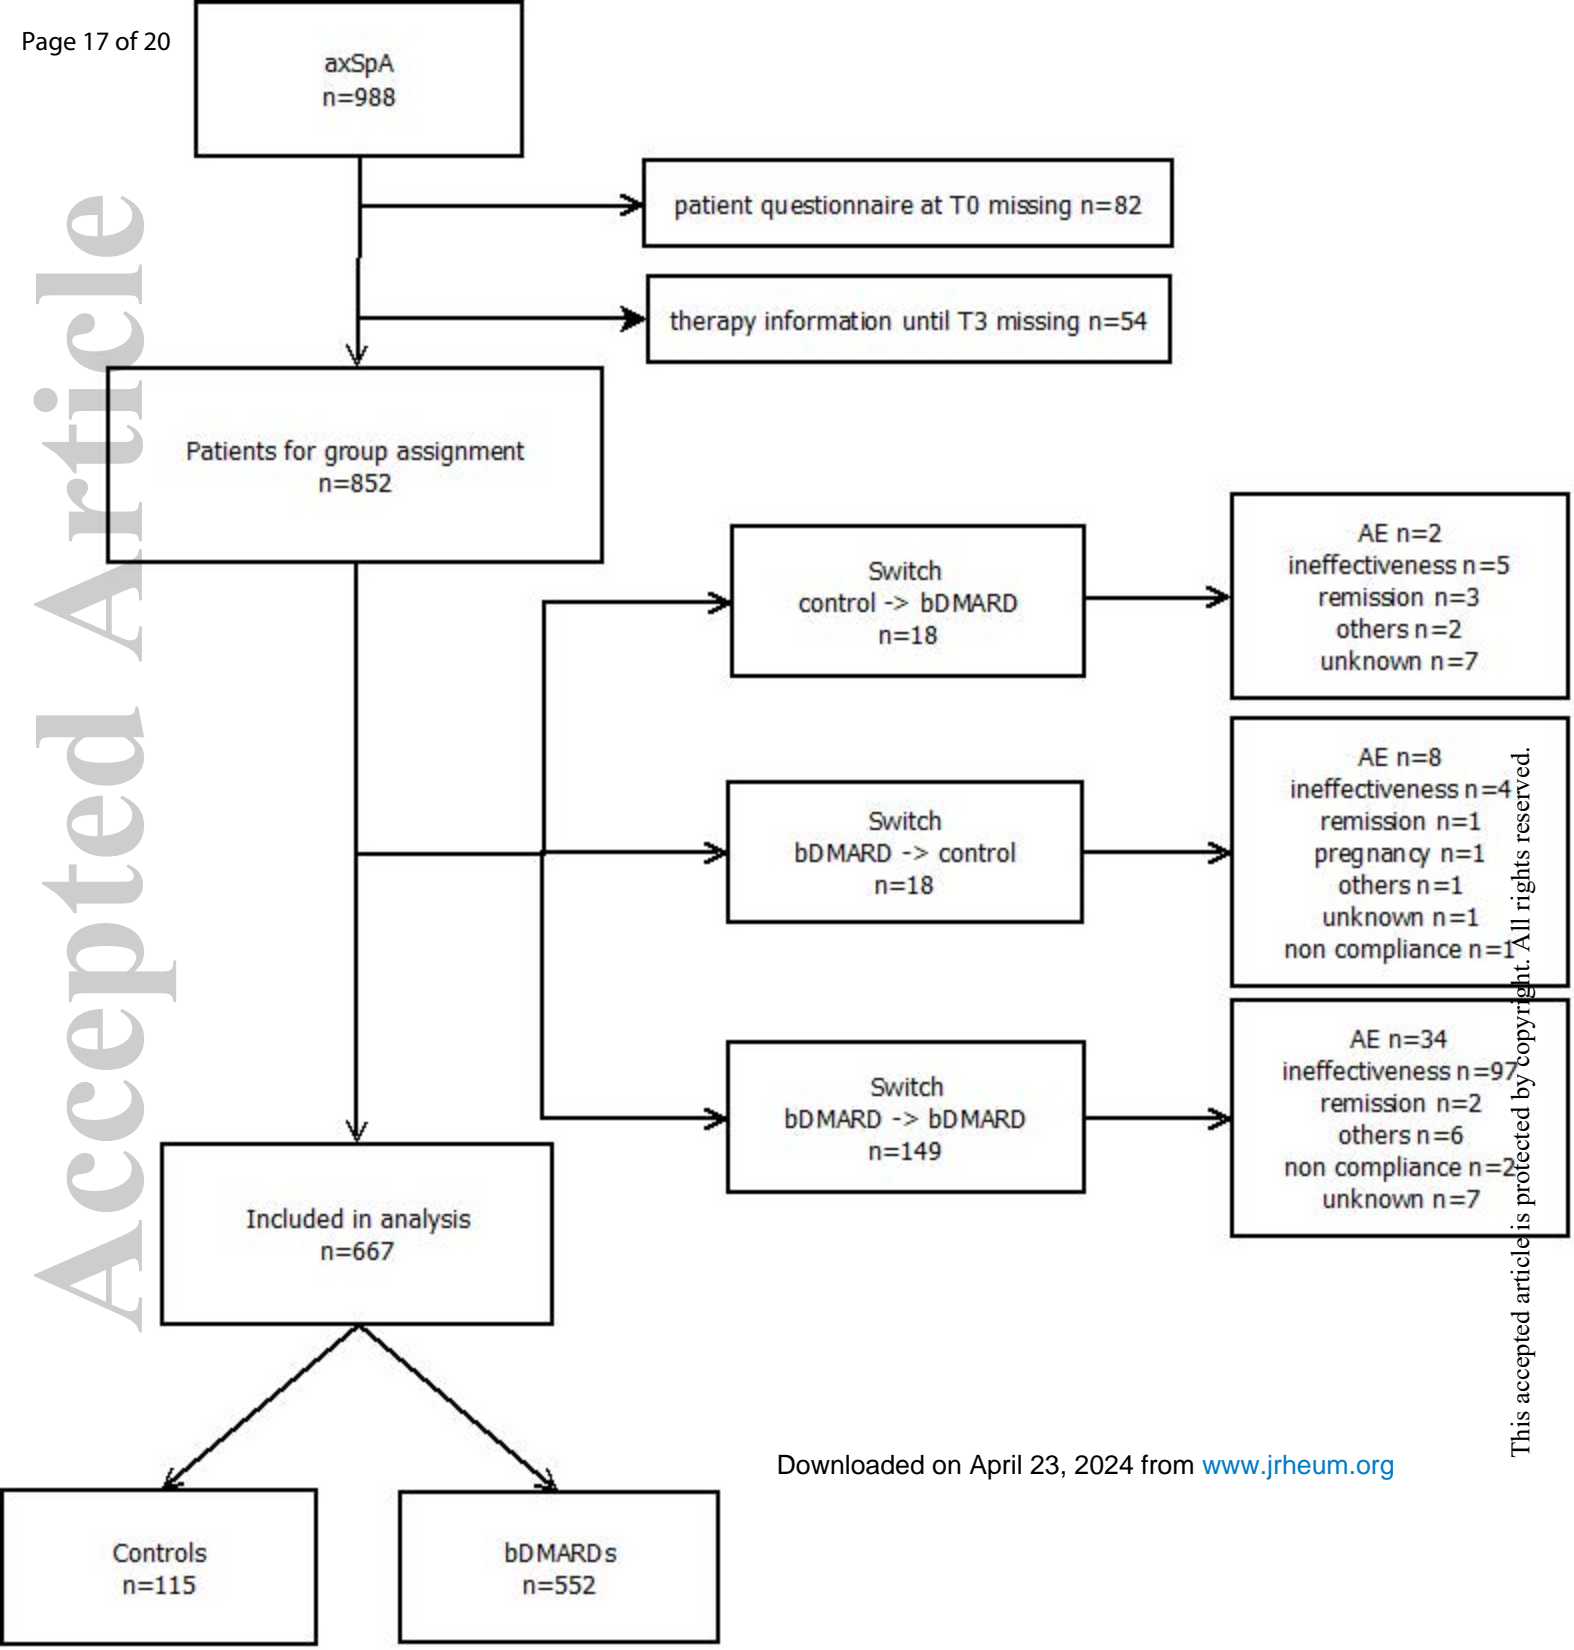 Page 17 of 20
axSpA
n=988
patient questionnaire at T0 missing n=82
therapy information until T3 missing n=54
Patients for group assignment
n=852
Switch
control -> bDMARD
n=18
AE n=2
ineffectiveness n=5
remission n=3
others n=2
unknown n=7
Switch
bDMARD -> control
n=18
AE n=8
ineffectiveness n=4
remission n=1
pregnancy n=1
others n=1
unknown n=1
non compliance n=1
Switch
bDMARD -> bDMARD
n=149
AE n=34
ineffectiveness n=97
remission n=2
others n=6
non compliance n=2
unknown n=7
Included in analysis
n=667
Controls
n=115
bDMARDs
n=552
Downloaded on April 23, 2024 from www.jrheum.org
Accepted Article
This accepted article is protected by copyright. All rights reserved.